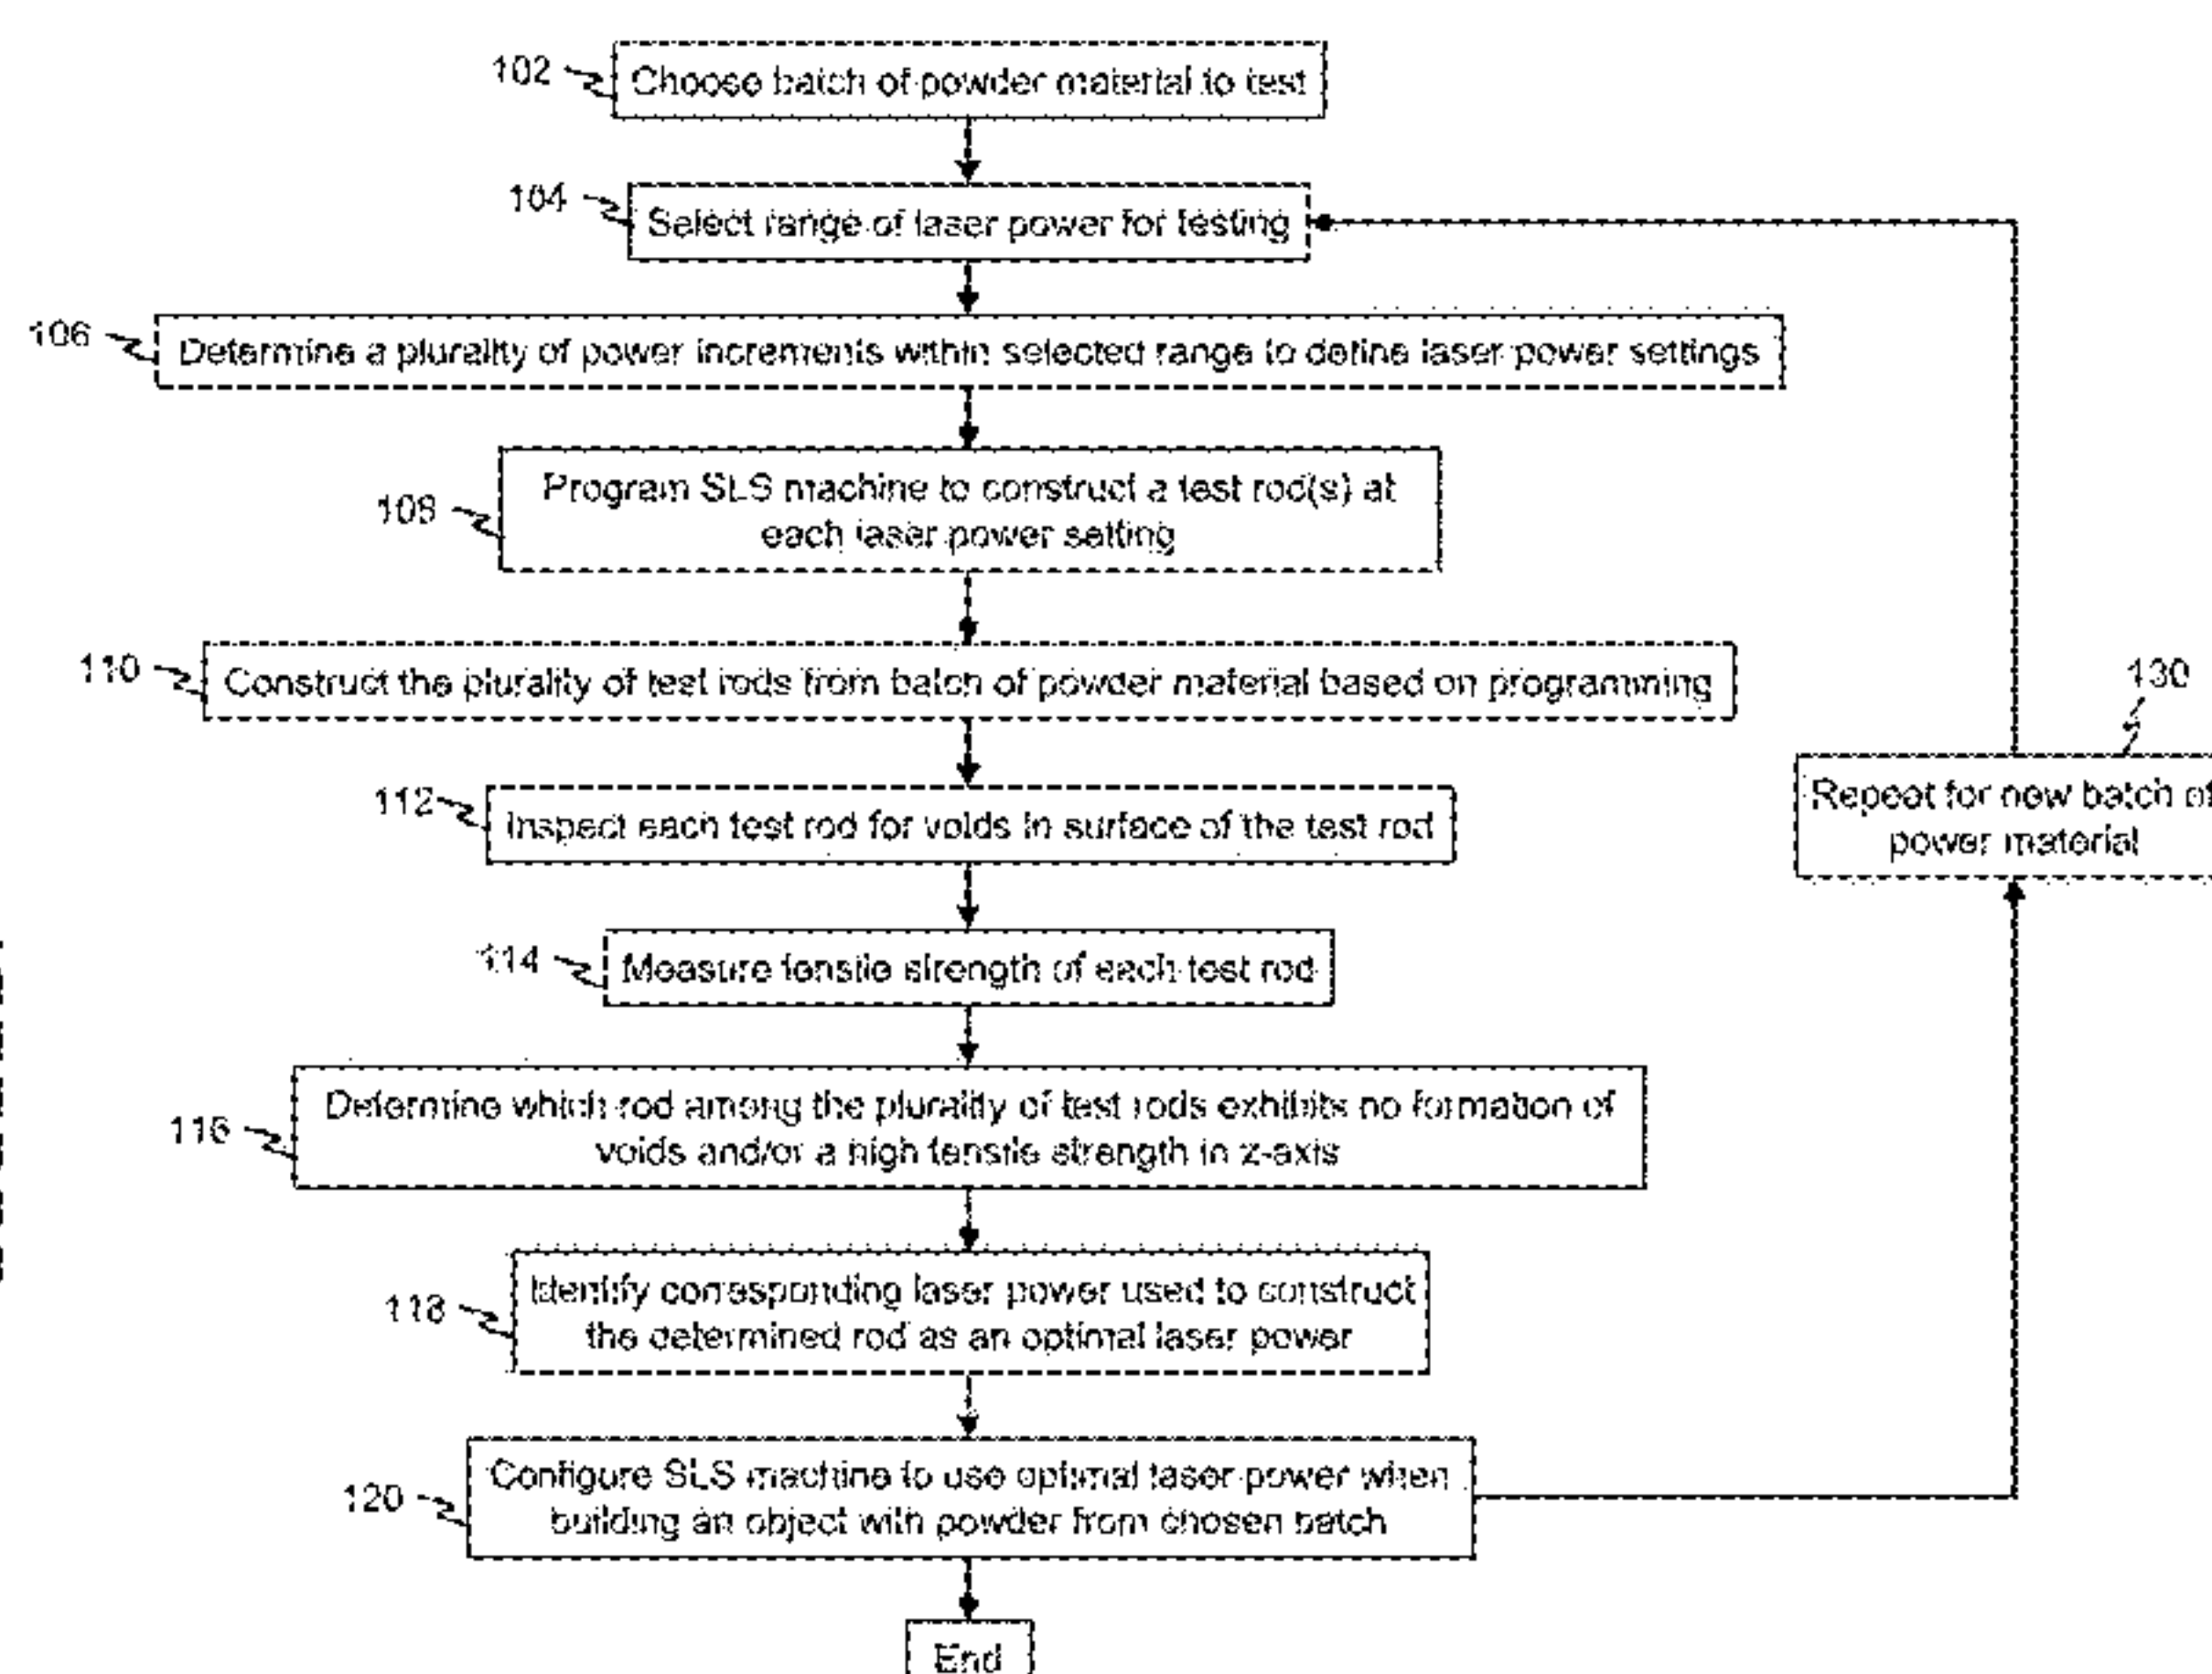 102
Choose batch of powder material to test
104
Select range of laser power for testing
106
Determine a plurality of power increments within selected range to define laser power settings
108
Program SLS machine to construct a test rod(s) at
each laser power setting
110
Construct the plurality of test rods from batch of powder material based on programming
130
Repeat for new batch of
power material
112
Inspect each test rod for voids in surface of the test rod
114
Measure tensile strength of each test rod
116
Determine which rod among the plurality of test rods exhibits no formation of
voids and/or a high tensile strength in z-axis
118
Identify corresponding laser power used to construct
the determined rod as an optimal laser power
120
Configure SLS machine to use optimal laser power when
building an object with powder from chosen batch
End